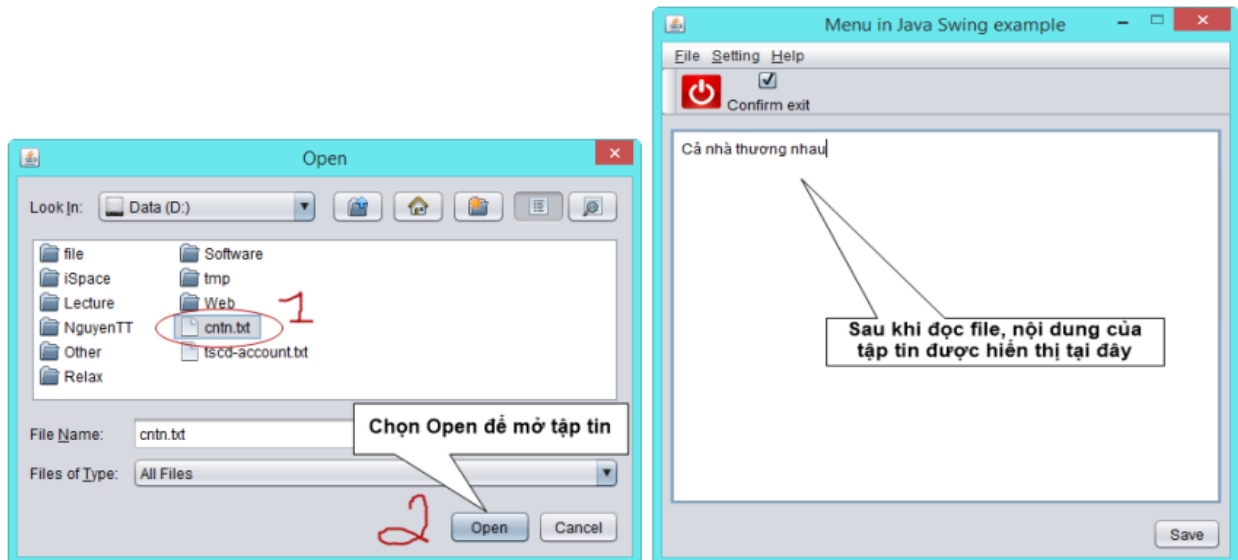 Open
Look In:
Data (D:)
file
Software
iSpace
tmp
Lecture
Web
1
NguyenTT
cntn.txt
Other
tscd-account.txt
Relax
Chọn Open để mở tập tin
File Name:
cntn.txt
Files of Type:
All Files
2
Open
Cancel
Menu in Java Swing example
File Setting Help
Confirm exit
Cả nhà thương nhau
Sau khi đọc file, nội dung của
tập tin được hiển thị tại đây
Save